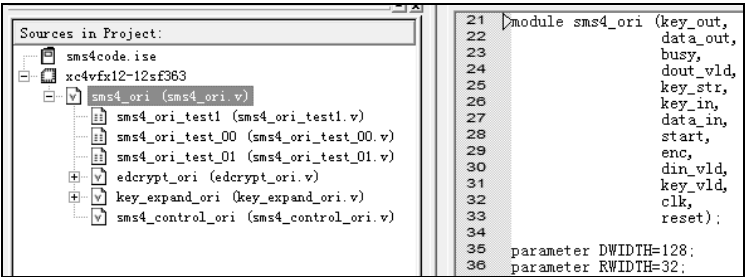 Sources in Project:
sms4code.ise
xc4vfx12-12sf363
sms4_ori (sms4_ori.v)
sms4_ori_test1 (sms4_ori_test1.v)
sms4_ori_test_00 (sms4_ori_test_00.v)
sms4_ori_test_01 (sms4_ori_test_01.v)
edcrypt_ori (edcrypt_ori.v)
key_expand_ori (key_expand_ori.v)
sms4_control_ori (sms4_control_ori.v)
21 module sms4_ori (key_out,
22 data_out,
23 busy,
24 dout_vld,
25 key_str,
26 key_in,
27 data_in,
28 start,
29 enc,
30 din_vld,
31 key_vld,
32 clk,
33 reset);
34
35 parameter DWIDTH=128;
36 parameter RWIDTH=32;